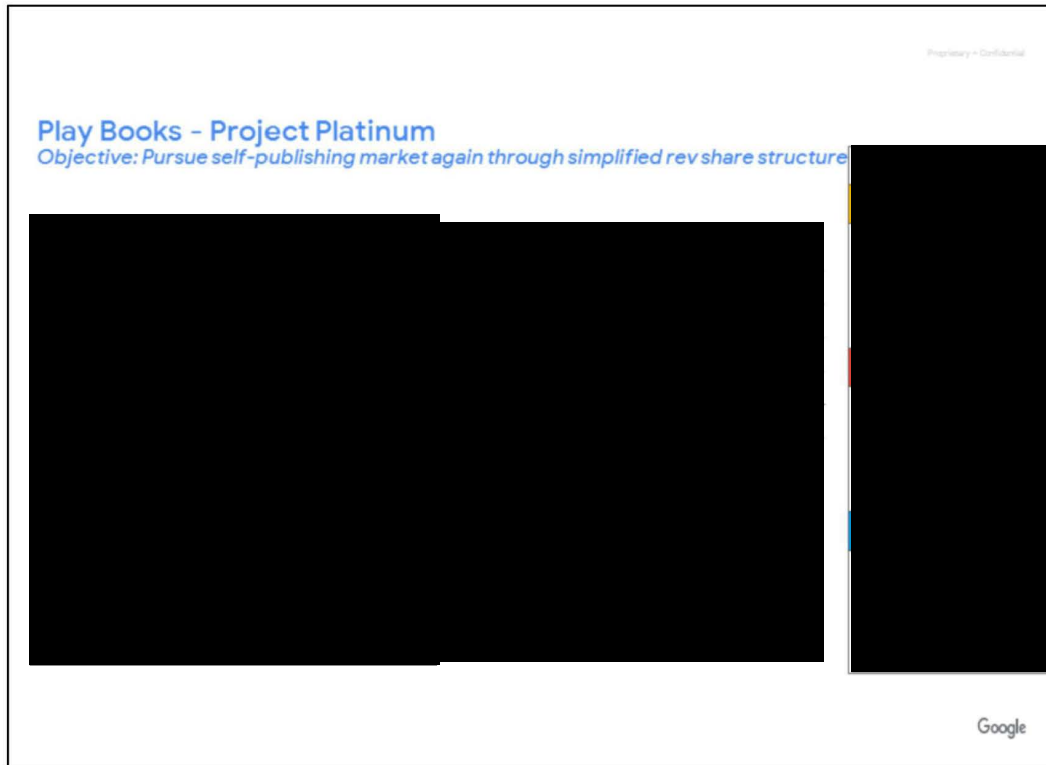 Proprietary + Confidential
Play Books - Project Platinum
Objective: Pursue self-publishing market again through simplified rev share structure
Google